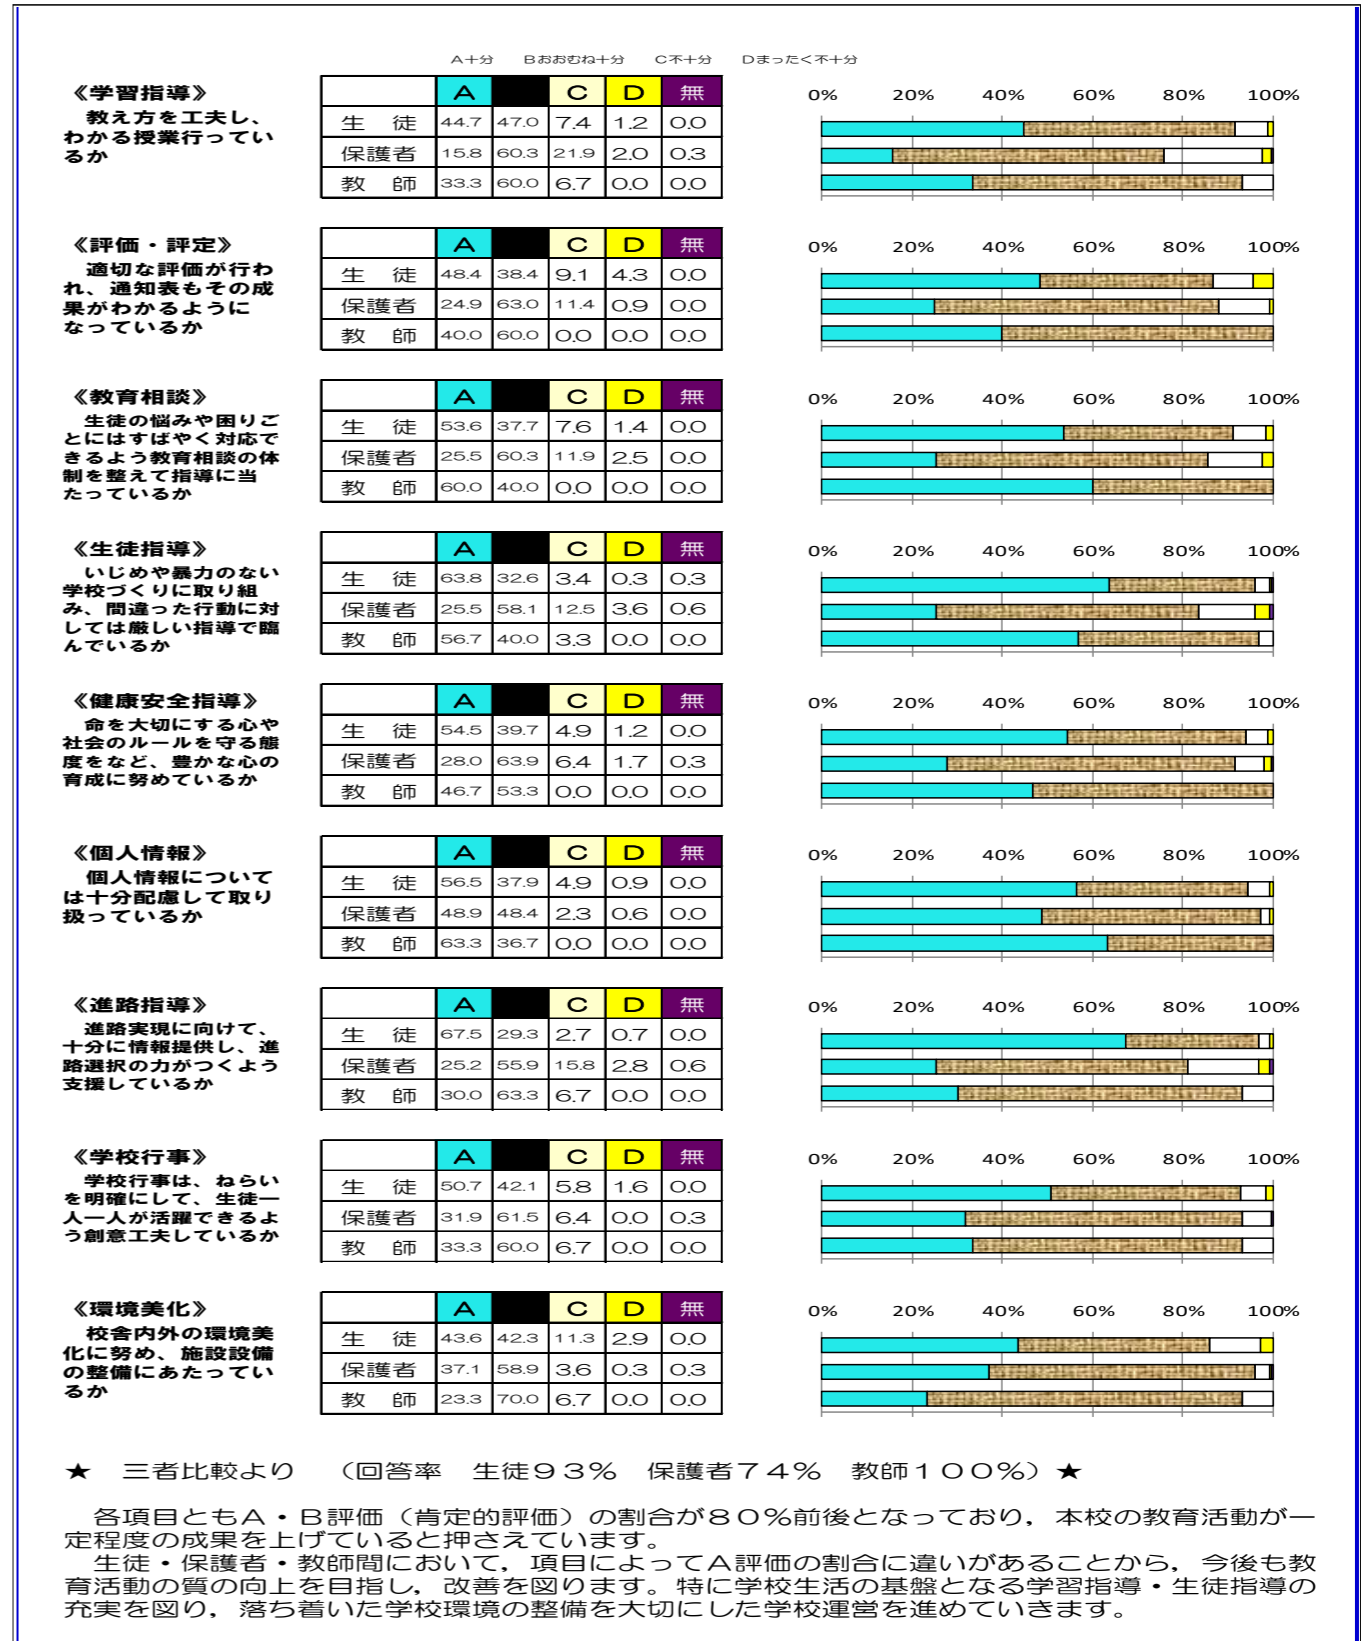 A十分 Bおおむね十分 C不十分 Dまったく不十分
《学習指導》
教え方を工夫し、
わかる授業行ってい
るか
A C D 無
生 徒 44.7 47.0 7.4 1.2 0.0
保護者 15.8 60.3 21.9 2.0 0.3
教 師 33.3 60.0 6.7 0.0 0.0
0% 20% 40% 60% 80% 100%
《評価・評定》
適切な評価が行わ
れ、通知表もその成
果がわかるように
なっているか
A C D 無
生 徒 48.4 38.4 9.1 4.3 0.0
保護者 24.9 63.0 11.4 0.9 0.0
教 師 40.0 60.0 0.0 0.0 0.0
0% 20% 40% 60% 80% 100%
《教育相談》
生徒の悩みや困りご
とにはすばやく対応で
きるよう教育相談の体
制を整えて指導に当
たっているか
A C D 無
生 徒 53.6 37.7 7.6 1.4 0.0
保護者 25.5 60.3 11.9 2.5 0.0
教 師 60.0 40.0 0.0 0.0 0.0
0% 20% 40% 60% 80% 100%
《生徒指導》
いじめや暴力のない
学校づくりに取り組
み、間違った行動に対
しては厳しい指導で臨
んでいるか
A C D 無
生 徒 63.8 32.6 3.4 0.3 0.3
保護者 25.5 58.1 12.5 3.6 0.6
教 師 56.7 40.0 3.3 0.0 0.0
0% 20% 40% 60% 80% 100%
《健康安全指導》
命を大切にする心や
社会のルールを守る態
度をなど、豊かな心の
育成に努めているか
A C D 無
生 徒 54.5 39.7 4.9 1.2 0.0
保護者 28.0 63.9 6.4 1.7 0.3
教 師 46.7 53.3 0.0 0.0 0.0
0% 20% 40% 60% 80% 100%
《個人情報》
個人情報について
は十分配慮して取り
扱っているか
A C D 無
生 徒 56.5 37.9 4.9 0.9 0.0
保護者 48.9 48.4 2.3 0.6 0.0
教 師 63.3 36.7 0.0 0.0 0.0
0% 20% 40% 60% 80% 100%
《進路指導》
進路実現に向けて、
十分に情報提供し、進
路選択の力がつくよう
支援しているか
A C D 無
生 徒 67.5 29.3 2.7 0.7 0.0
保護者 25.2 55.9 15.8 2.8 0.6
教 師 30.0 63.3 6.7 0.0 0.0
0% 20% 40% 60% 80% 100%
《学校行事》
学校行事は、ねらい
を明確にして、生徒一
人一人が活躍できるよ
う創意工夫しているか
A C D 無
生 徒 50.7 42.1 5.8 1.6 0.0
保護者 31.9 61.5 6.4 0.0 0.3
教 師 33.3 60.0 6.7 0.0 0.0
0% 20% 40% 60% 80% 100%
《環境美化》
校舎内外の環境美
化に努め、施設設備
の整備にあたってい
るか
A C D 無
生 徒 43.6 42.3 11.3 2.9 0.0
保護者 37.1 58.9 3.6 0.3 0.3
教 師 23.3 70.0 6.7 0.0 0.0
0% 20% 40% 60% 80% 100%
★ 三者比較より （回答率 生徒９３％ 保護者７４％ 教師１００％）★
各項目ともＡ・Ｂ評価（肯定的評価）の割合が８０％前後となっており，本校の教育活動が一
定程度の成果を上げていると押さえています。
生徒・保護者・教師間において，項目によってＡ評価の割合に違いがあることから，今後も教
育活動の質の向上を目指し，改善を図ります。特に学校生活の基盤となる学習指導・生徒指導の
充実を図り，落ち着いた学校環境の整備を大切にした学校運営を進めていきます。